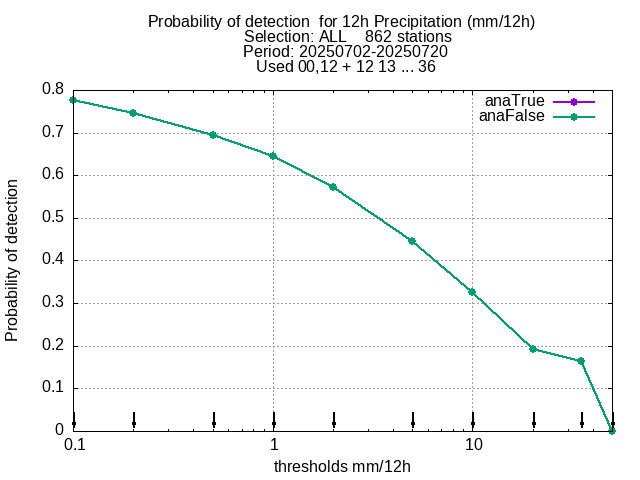 Probability of detection  for 12h Precipitation (mm/12h)
Selection: ALL    862 stations
Period: 20250702-20250720
Used 00,12 + 12 13 ... 36
anaTrue
anaFalse
0.8
0.7
0.6
0.5
0.4
0.3
0.2
0.1
0
Probability of detection
0.1 1 10
thresholds mm/12h